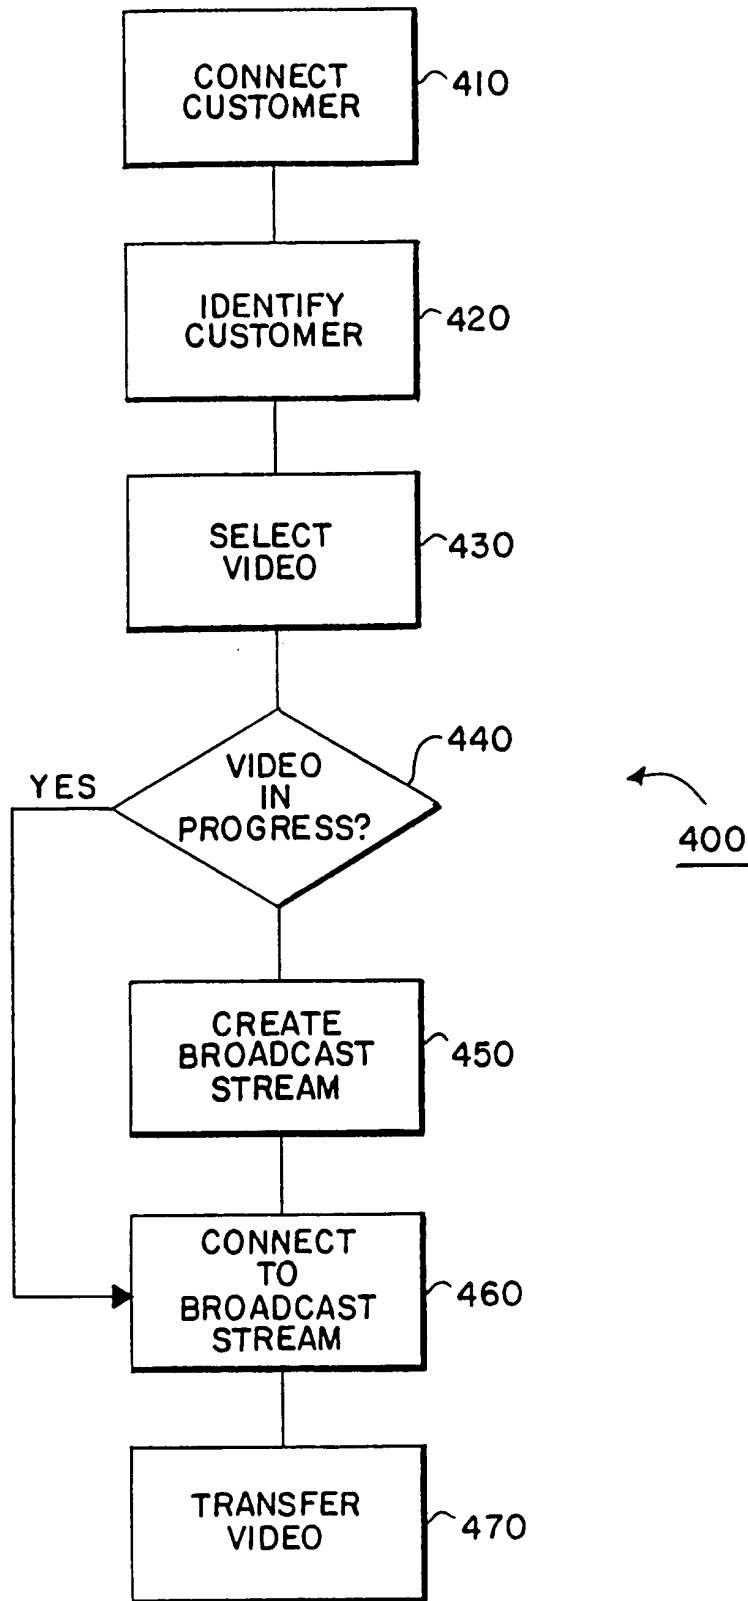 CONNECT
CUSTOMER
410
IDENTIFY
CUSTOMER
420
SELECT
VIDEO
430
VIDEO
IN
PROGRESS?
440
YES
400
CREATE
BROADCAST
STREAM
450
CONNECT
TO
BROADCAST
STREAM
460
TRANSFER
VIDEO
470